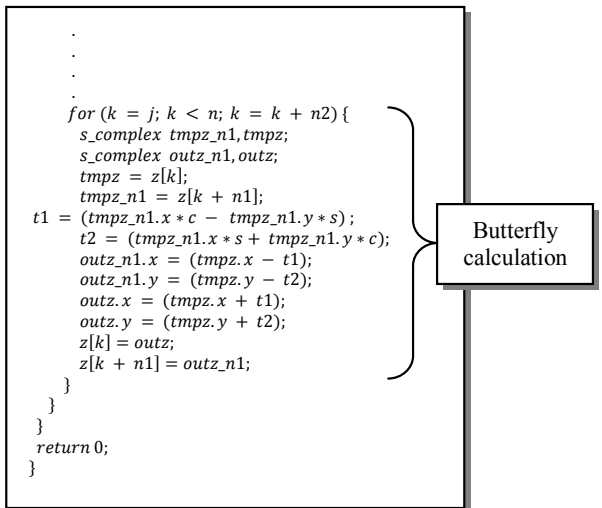 .
.
.
.
for (k = j; k < n; k = k + n2) {
s_complex tmpz_n1, tmpz;
s_complex outz_n1, outz;
tmpz = z[k];
tmpz_n1 = z[k + n1];
t1 = (tmpz_n1.x * c − tmpz_n1.y * s) ;
t2 = (tmpz_n1.x * s + tmpz_n1.y * c);
outz_n1.x = (tmpz.x − t1);
outz_n1.y = (tmpz.y − t2);
outz.x = (tmpz.x + t1);
outz.y = (tmpz.y + t2);
z[k] = outz;
z[k + n1] = outz_n1;
}
}
}
return 0;
}
Butterfly
calculation